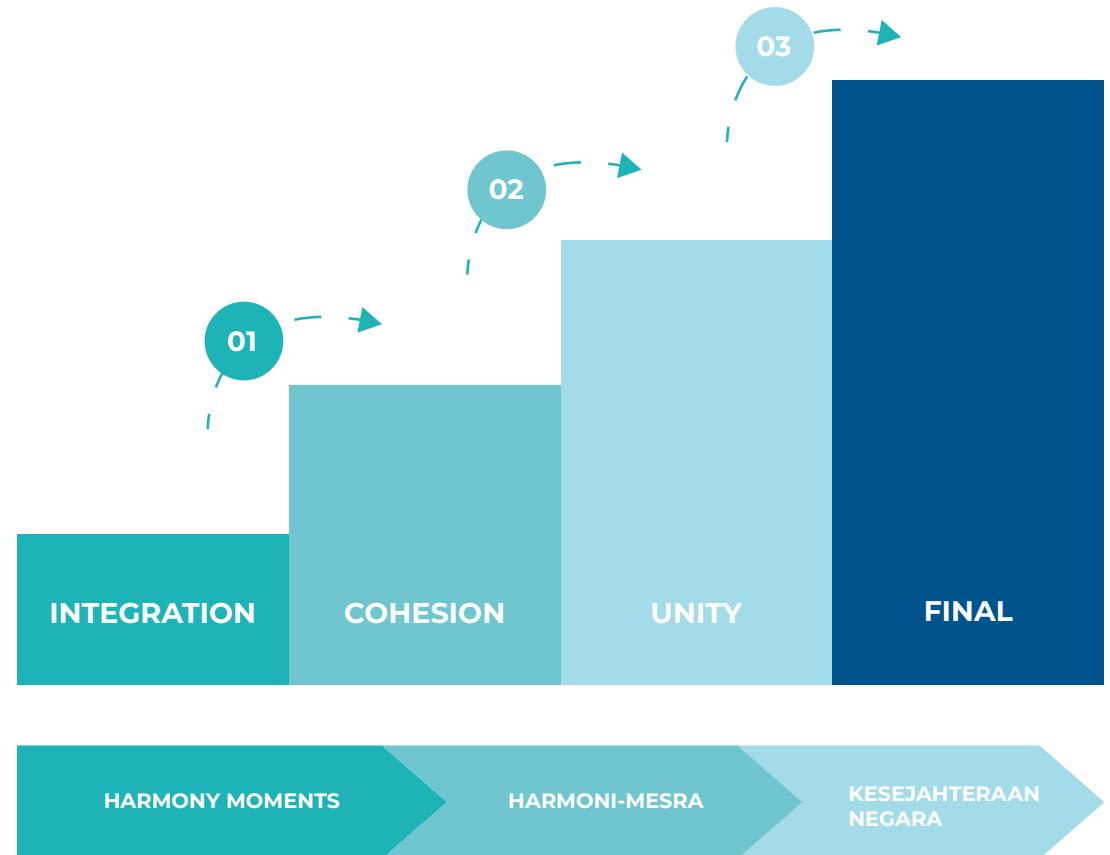 03
02
01
INTEGRATION
COHESION
UNITY
FINAL
HARMONY MOMENTS
HARMONI-MESRA
KESEJAHTERAAN
NEGARA